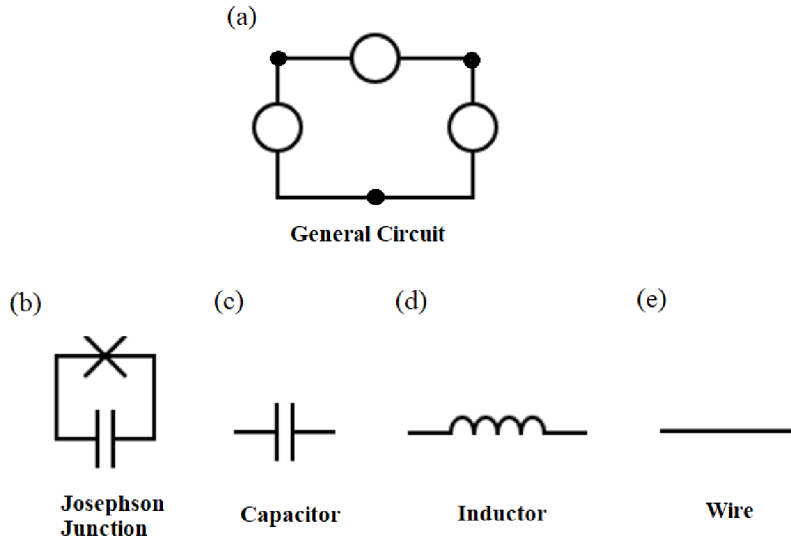 (a)
General Circuit
(b)
(c)
(d)
(e)
Josephson
Junction
Capacitor
Inductor
Wire